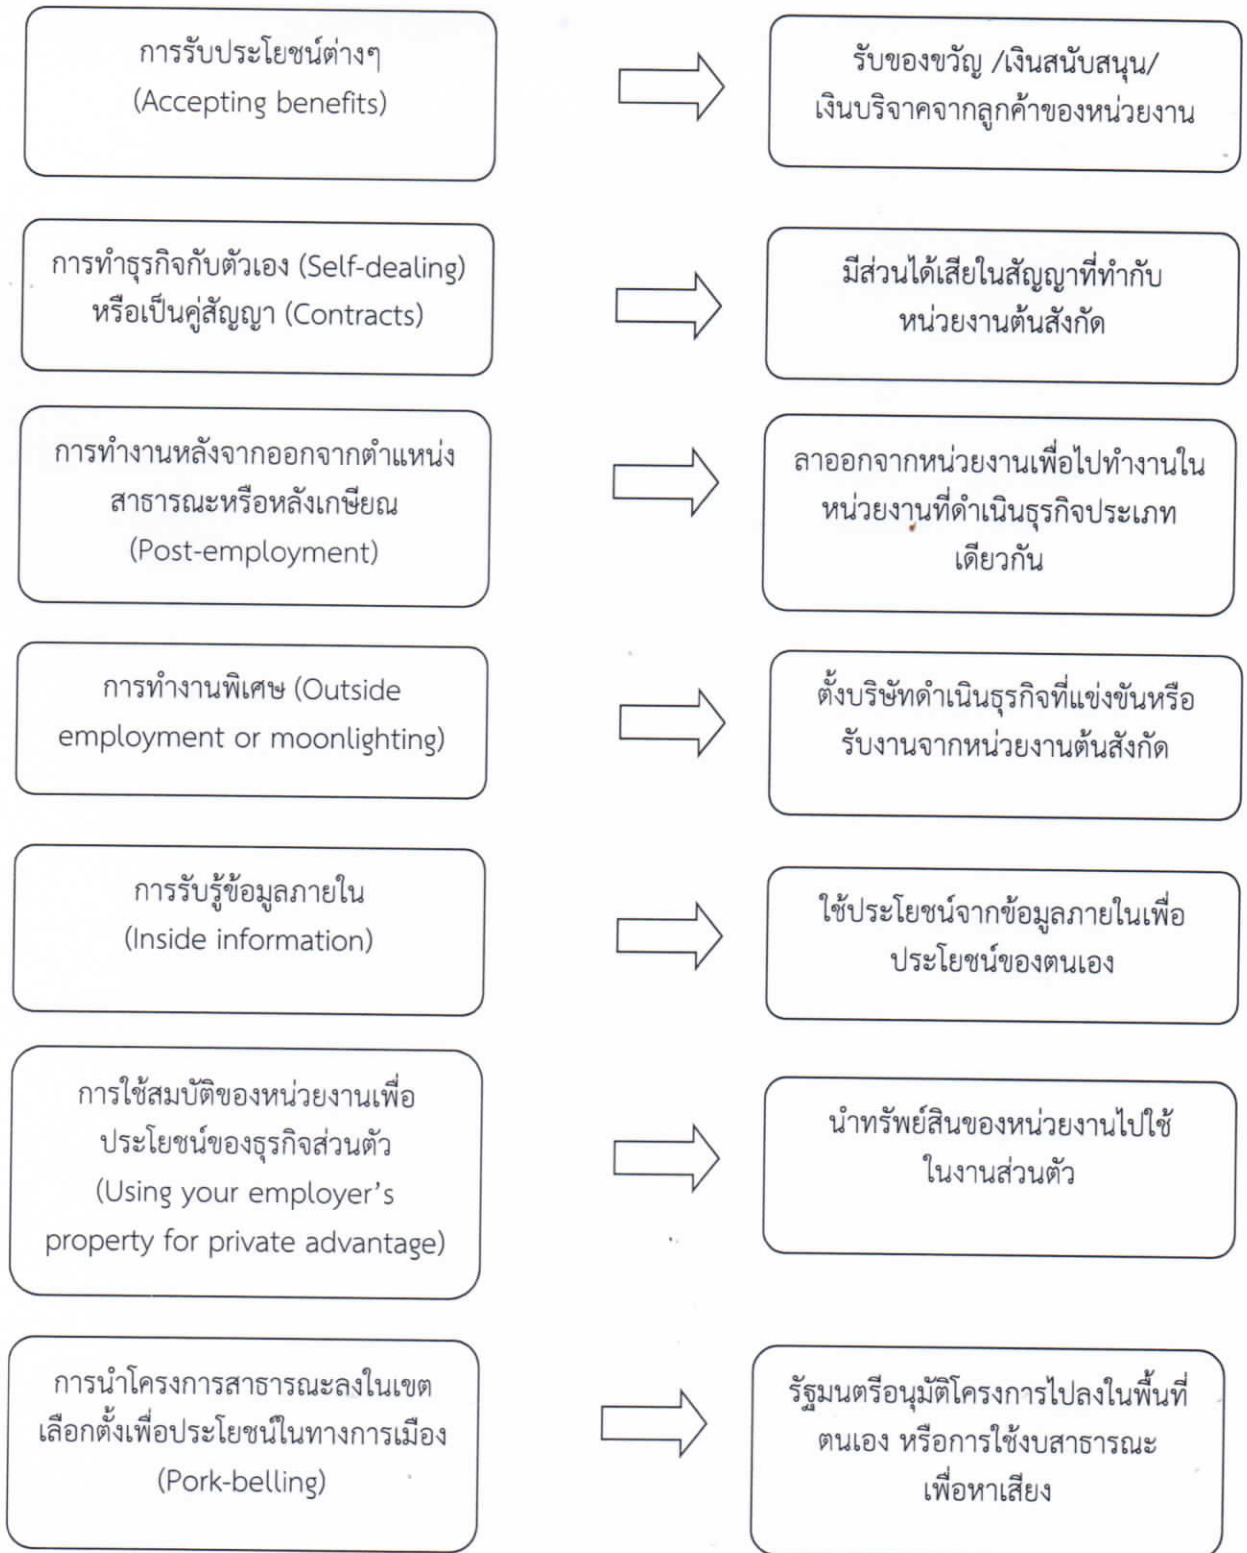 การรับประโยชน์ต่างๆ
(Accepting benefits)
รับของขวัญ /เงินสนับสนุน/
เงินบริจาคจากลูกค้าของหน่วยงาน
การทำธุรกิจกับตัวเอง (Self-dealing)
หรือเป็นคู่สัญญา (Contracts)
มีส่วนได้เสียในสัญญาที่ทำกับ
หน่วยงานต้นสังกัด
การทำงานหลังจากออกจากตำแหน่ง
สาธารณะหรือหลังเกษียณ
(Post-employment)
ลาออกจากหน่วยงานเพื่อไปทำงานใน
หน่วยงานที่ดำเนินธุรกิจประเภท
เดียวกัน
การทำงานพิเศษ (Outside
employment or moonlighting)
ตั้งบริษัทดำเนินธุรกิจที่แข่งขันหรือ
รับงานจากหน่วยงานต้นสังกัด
การรับรู้ข้อมูลภายใน
(Inside information)
ใช้ประโยชน์จากข้อมูลภายในเพื่อ
ประโยชน์ของตนเอง
การใช้สมบัติของหน่วยงานเพื่อ
ประโยชน์ของธุรกิจส่วนตัว
(Using your employer's
property for private advantage)
นำทรัพย์สินของหน่วยงานไปใช้
ในงานส่วนตัว
การนำโครงการสาธารณะลงในเขต
เลือกตั้งเพื่อประโยชน์ในทางการเมือง
(Pork-belling)
รัฐมนตรีอนุมัติโครงการไปลงในพื้นที่
ตนเอง หรือการใช้งบสาธารณะ
เพื่อหาเสียง